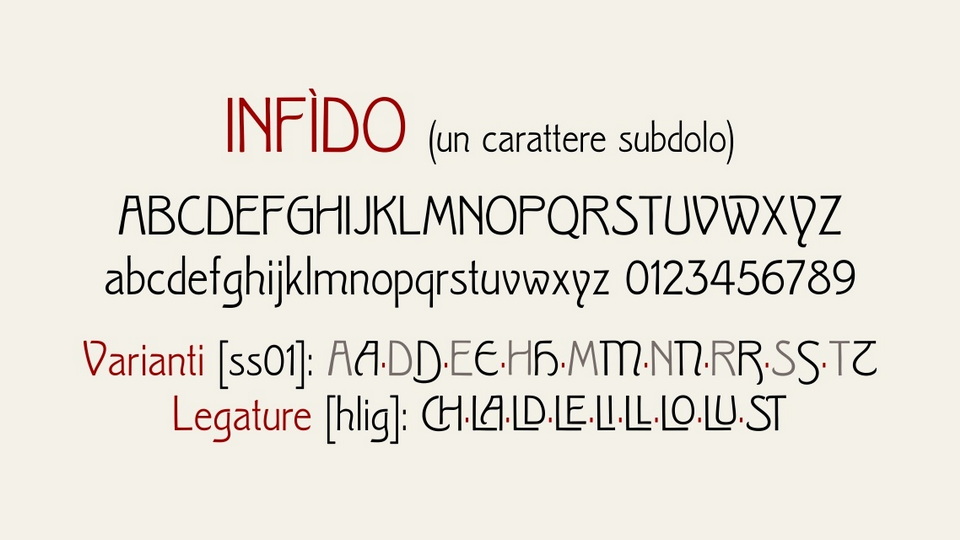 INFÌDO (un carattere subdolo)
ABCDEFGHIJKLMNOPQRSTUVWXYZ
abcdefghijklmnopqrstuvwxyz 0123456789
Varianti [ss01]: AA·DD·EE·HH·MM·NN·RR·SS·TT
Legature [hlig]: CH·LA·LD·LE·LI·LL·LO·LU·ST